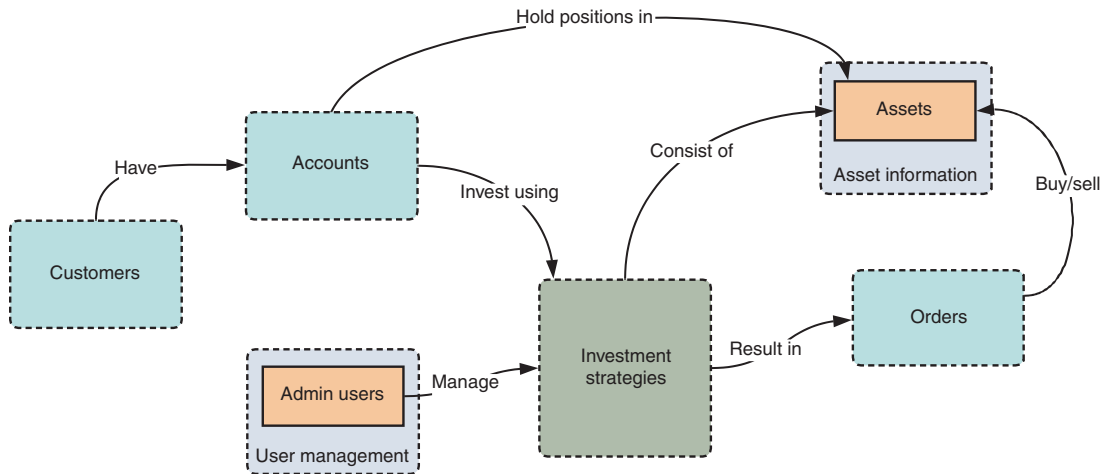 Hold positions in
Assets
Accounts
Consist of
Have
Asset information
Buy/sell
Invest using
Customers
Orders
Result in
Investment
strategies
Manage
Admin users
User management